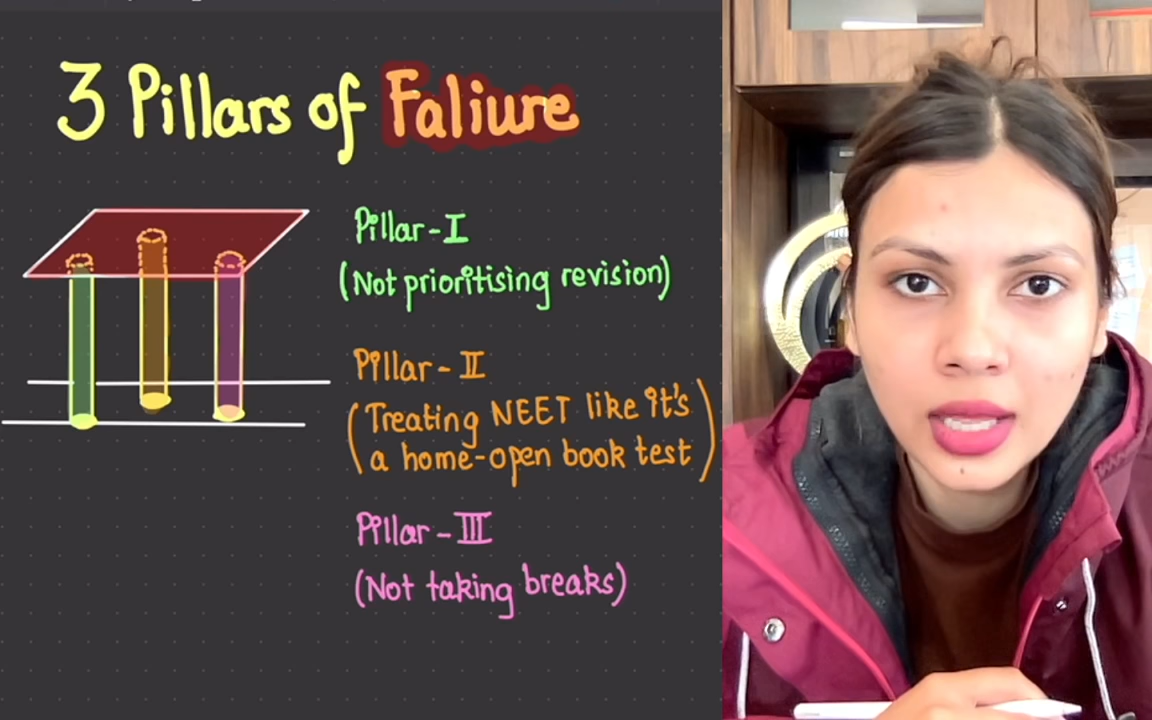 3 Pillars of Faliure
Pillar-I
(Not prioritising revision)
Pillar-II
(Treating NEET like it's
a home-open book test)
Pillar-III
(Not taking breaks)